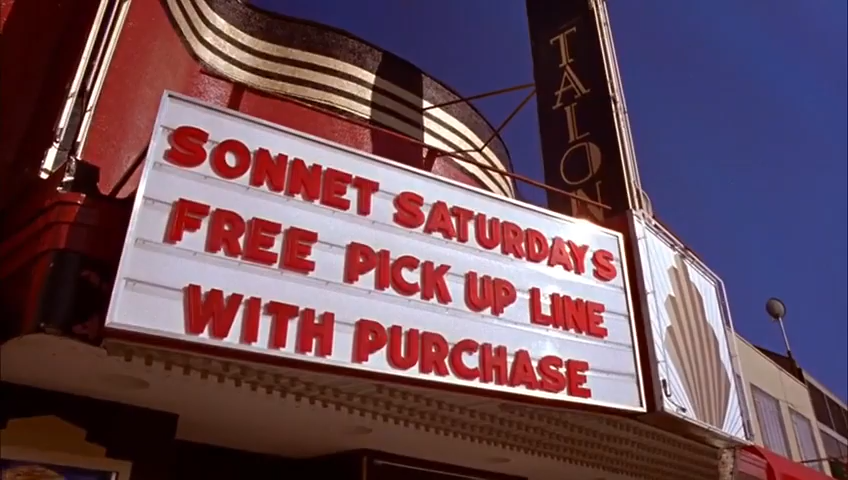 TALON
SONNET SATURDAYS
FREE PICK UP LINE
WITH PURCHASE